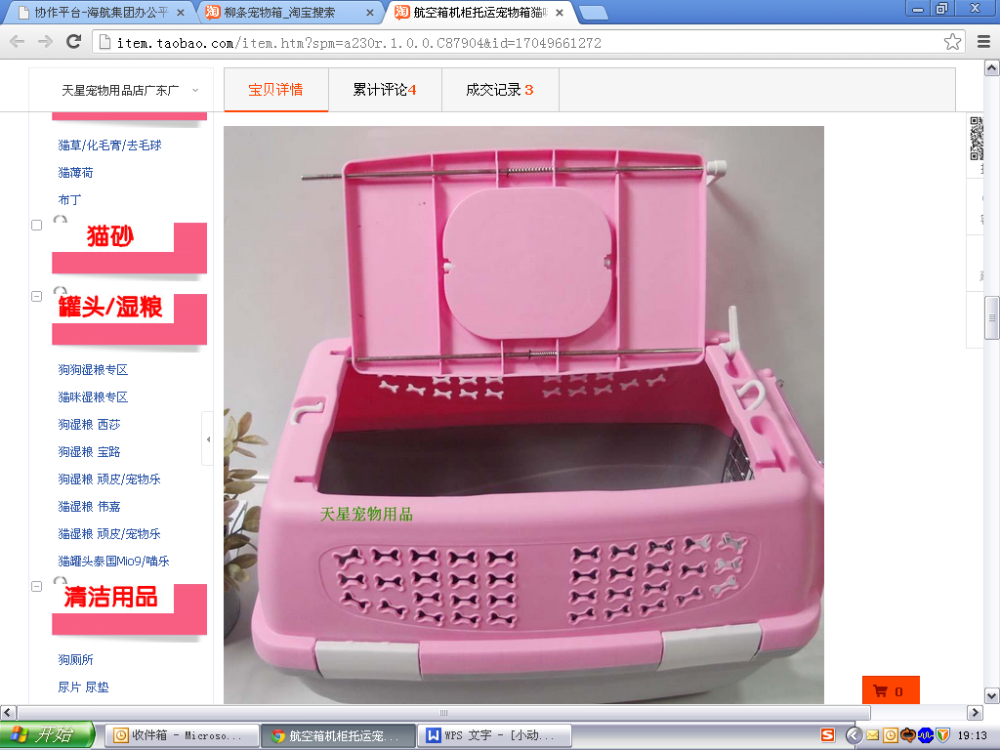 协作平台-海航集团办公平
柳条宠物箱_淘宝搜索
航空箱机柜托运宠物箱猫
item.taobao.com/item.htm?spm=a230r.1.0.0.C87904&id=17049661272
天星宠物用品店广东广
宝贝详情
累计评论4
成交记录 3
猫草/化毛膏/去毛球
猫薄荷
布丁
猫砂
罐头/湿粮
狗狗湿粮专区
猫咪湿粮专区
狗湿粮 西莎
狗湿粮 宝路
狗湿粮 顽皮/宠物乐
猫湿粮 伟嘉
猫湿粮 顽皮/宠物乐
猫罐头泰国Mio9/喵乐
清洁用品
狗厕所
尿片 尿垫
天星宠物用品
0
开始
收件箱 - Microso...
航空箱机柜托运宠...
WPS 文字 - [小动...
19:13